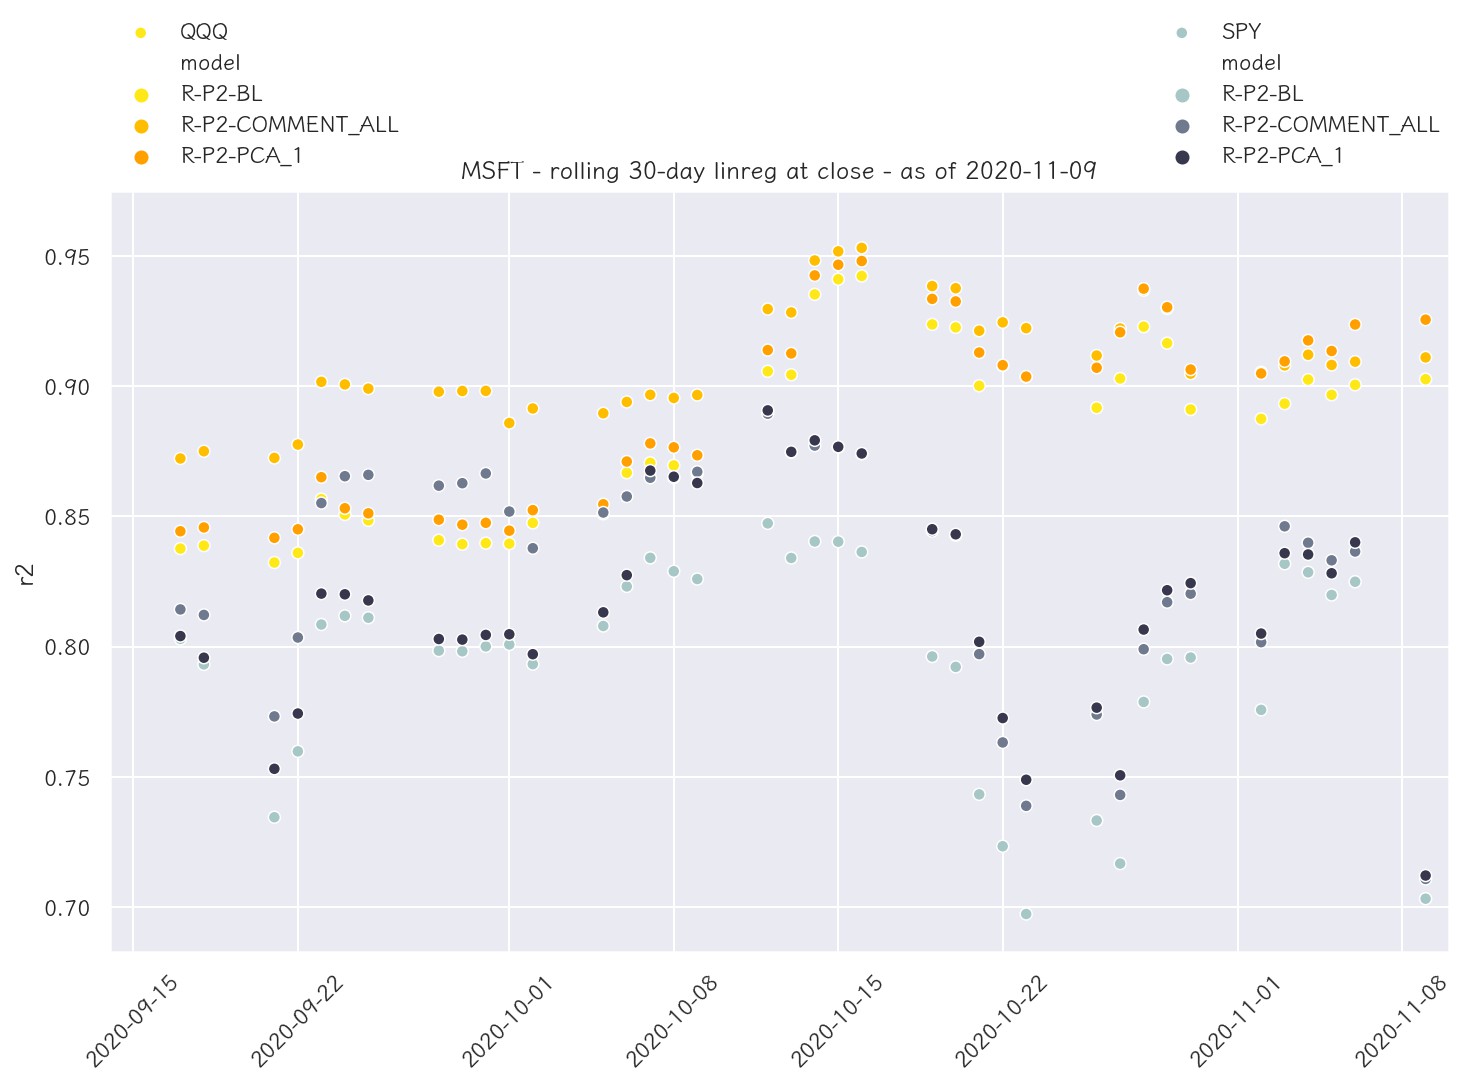 QQQ
model
R-P2-BL
R-P2-COMMENT_ALL
R-P2-PCA_1
SPY
model
R-P2-BL
R-P2-COMMENT_ALL
R-P2-PCA_1
MSFT - rolling 30-day linreg at close - as of 2020-11-09
r2
0.95
0.90
0.85
0.80
0.75
0.70
2020-09-15
2020-09-22
2020-10-01
2020-10-08
2020-10-15
2020-10-22
2020-11-01
2020-11-08